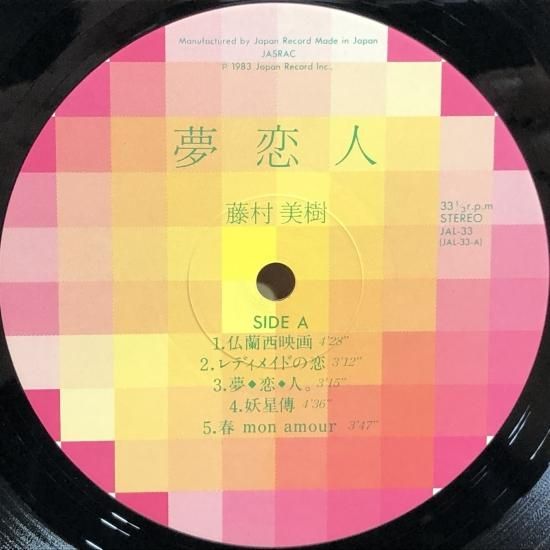 Manufactured by Japan Record Made in Japan
JASRAC
℗ 1983 Japan Record Inc.,
夢恋人
藤村美樹
33⅓r.p.m
STEREO
JAL-33
(JAL-33-A)
SIDE A
1.仏蘭西映画 4'28"
2.レディメイドの恋 3'12"
3.夢◆恋◆人。 3'15"
4.妖星傳 4'36"
5.春 mon amour 3'47"